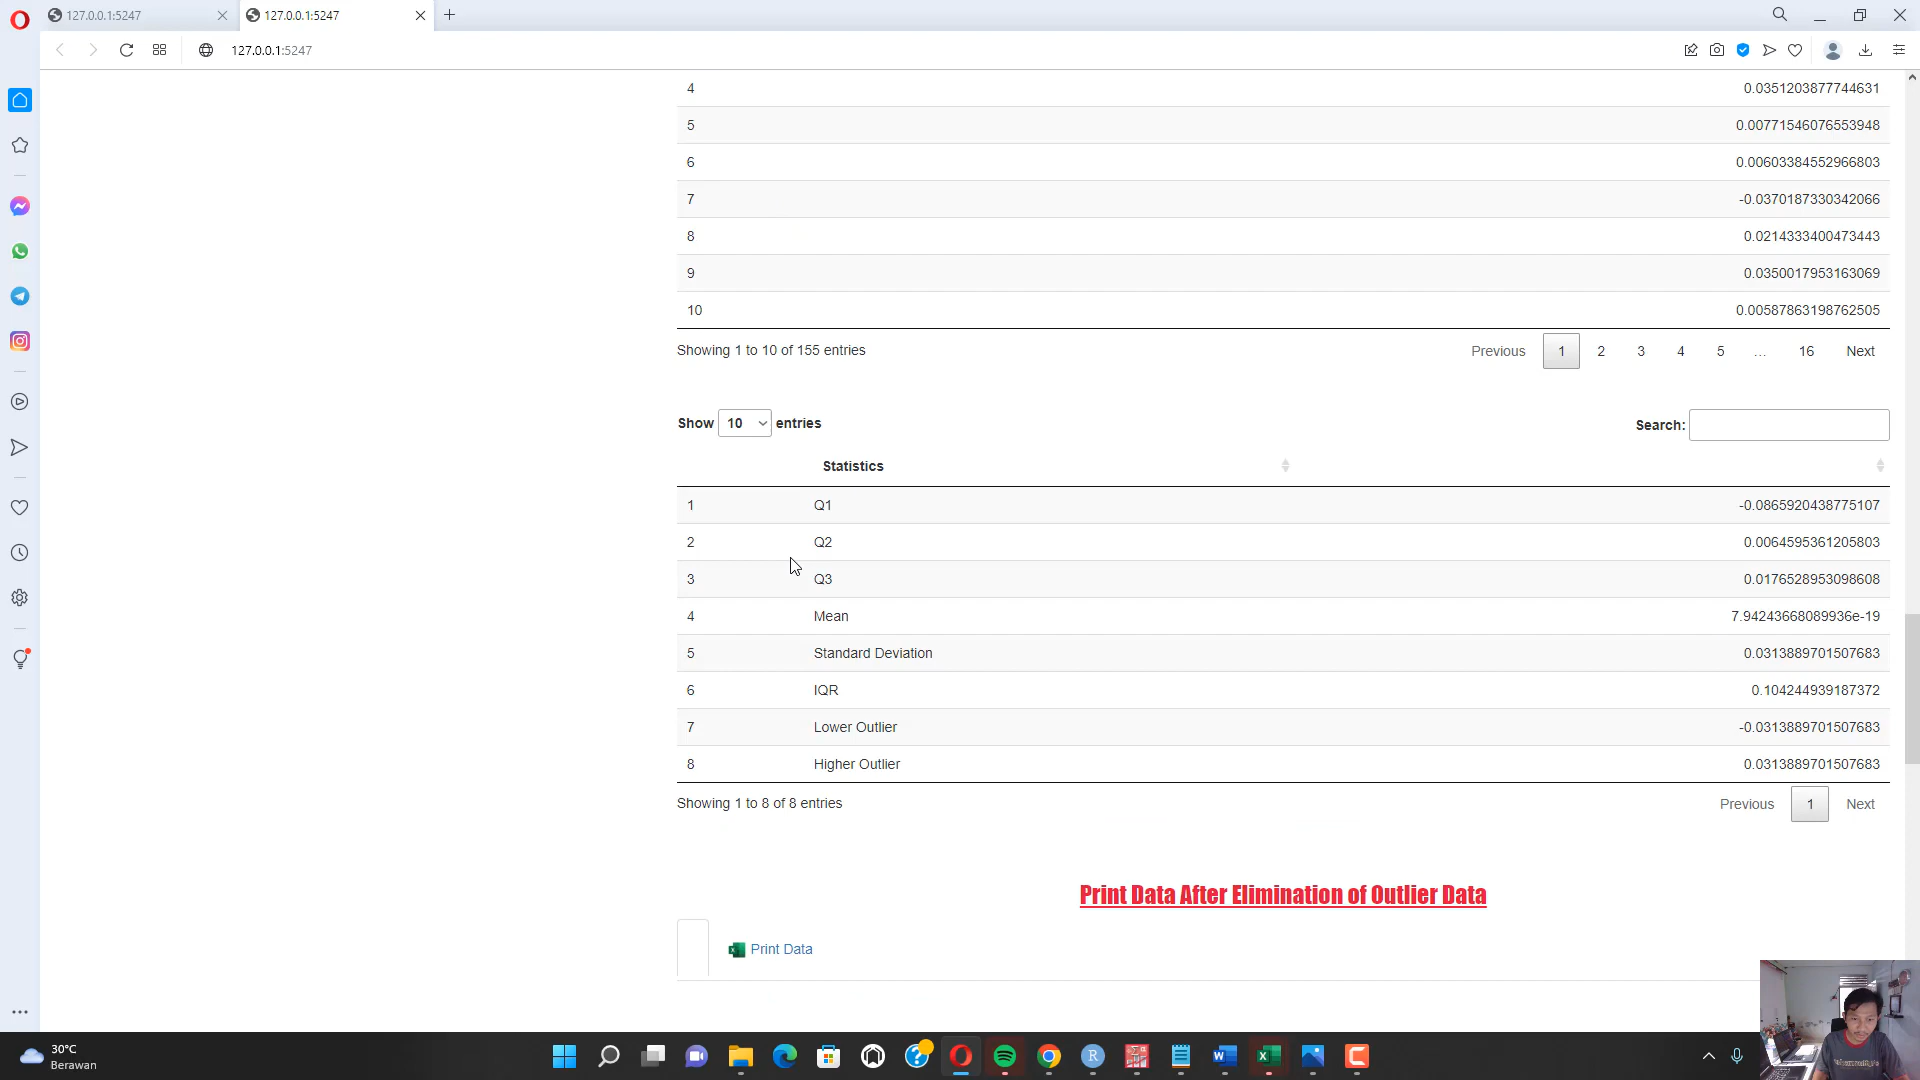 127.0.0.1:5247
127.0.0.1:5247
127.0.0.1:5247
4 0.0351203877744631
5 0.00771546076553948
6 0.00603384552966803
7 -0.0370187330342066
8 0.0214333400473443
9 0.0350017953163069
10 0.00587863198762505
Showing 1 to 10 of 155 entries
Previous 1 2 3 4 5 … 16 Next
Show 10 entries
Search:
Statistics
1 Q1 -0.0865920438775107
2 Q2 0.0064595361205803
3 Q3 0.0176528953098608
4 Mean 7.94243668089936e-19
5 Standard Deviation 0.0313889701507683
6 IQR 0.104244939187372
7 Lower Outlier -0.0313889701507683
8 Higher Outlier 0.0313889701507683
Showing 1 to 8 of 8 entries
Previous 1 Next
Print Data After Elimination of Outlier Data
Print Data
30°C
Berawan